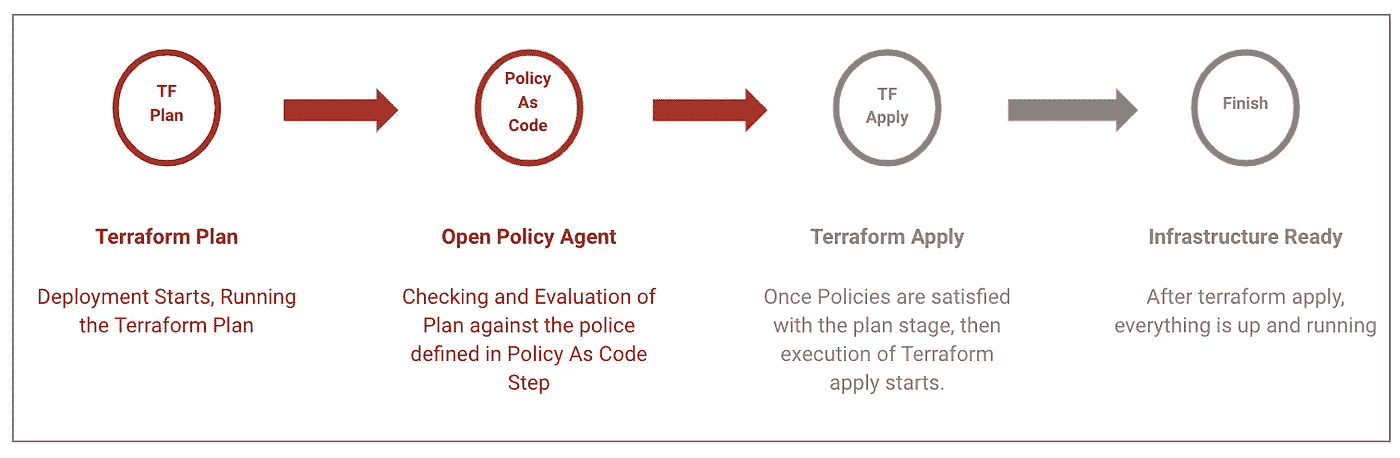 TF
Plan
Policy
As
Code
TF
Apply
Finish
Terraform Plan
Deployment Starts, Running
the Terraform Plan
Open Policy Agent
Checking and Evaluation of
Plan against the police
defined in Policy As Code
Step
Terraform Apply
Once Policies are satisfied
with the plan stage, then
execution of Terraform
apply starts.
Infrastructure Ready
After terraform apply,
everything is up and running